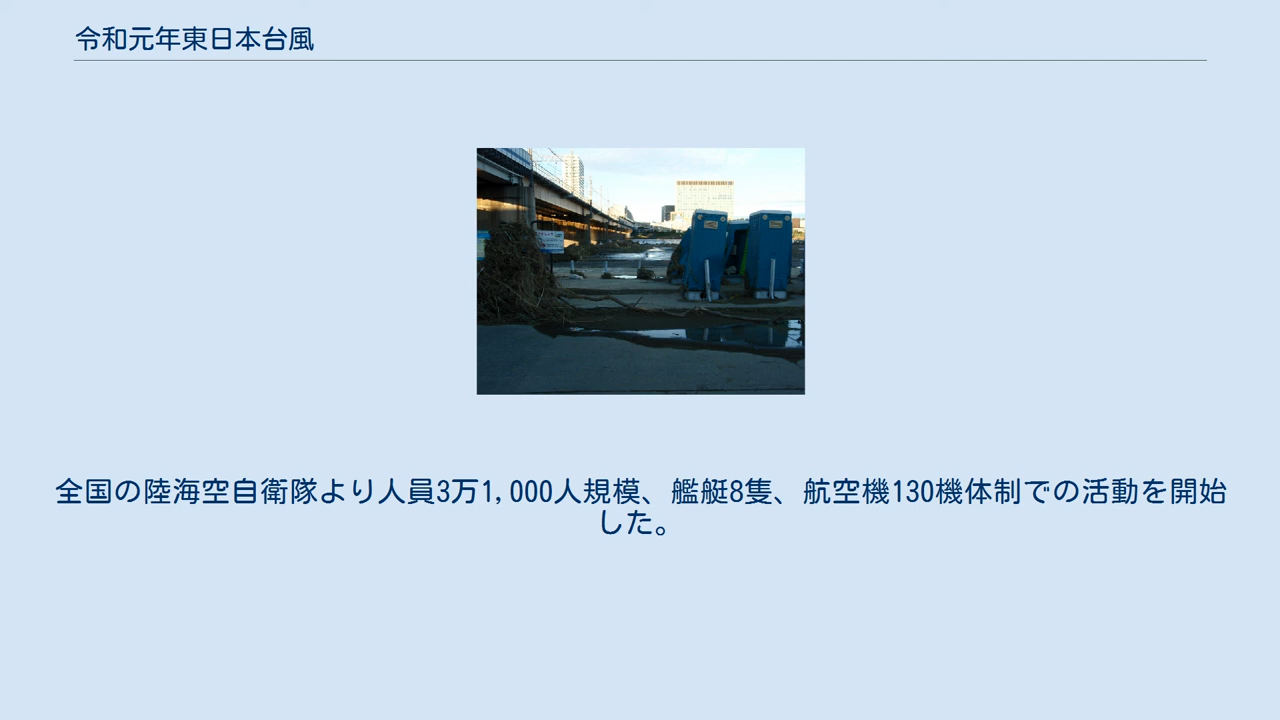 令和元年東日本台風
全国の陸海空自衛隊より人員3万1,000人規模、艦艇8隻、航空機130機体制での活動を開始
した。